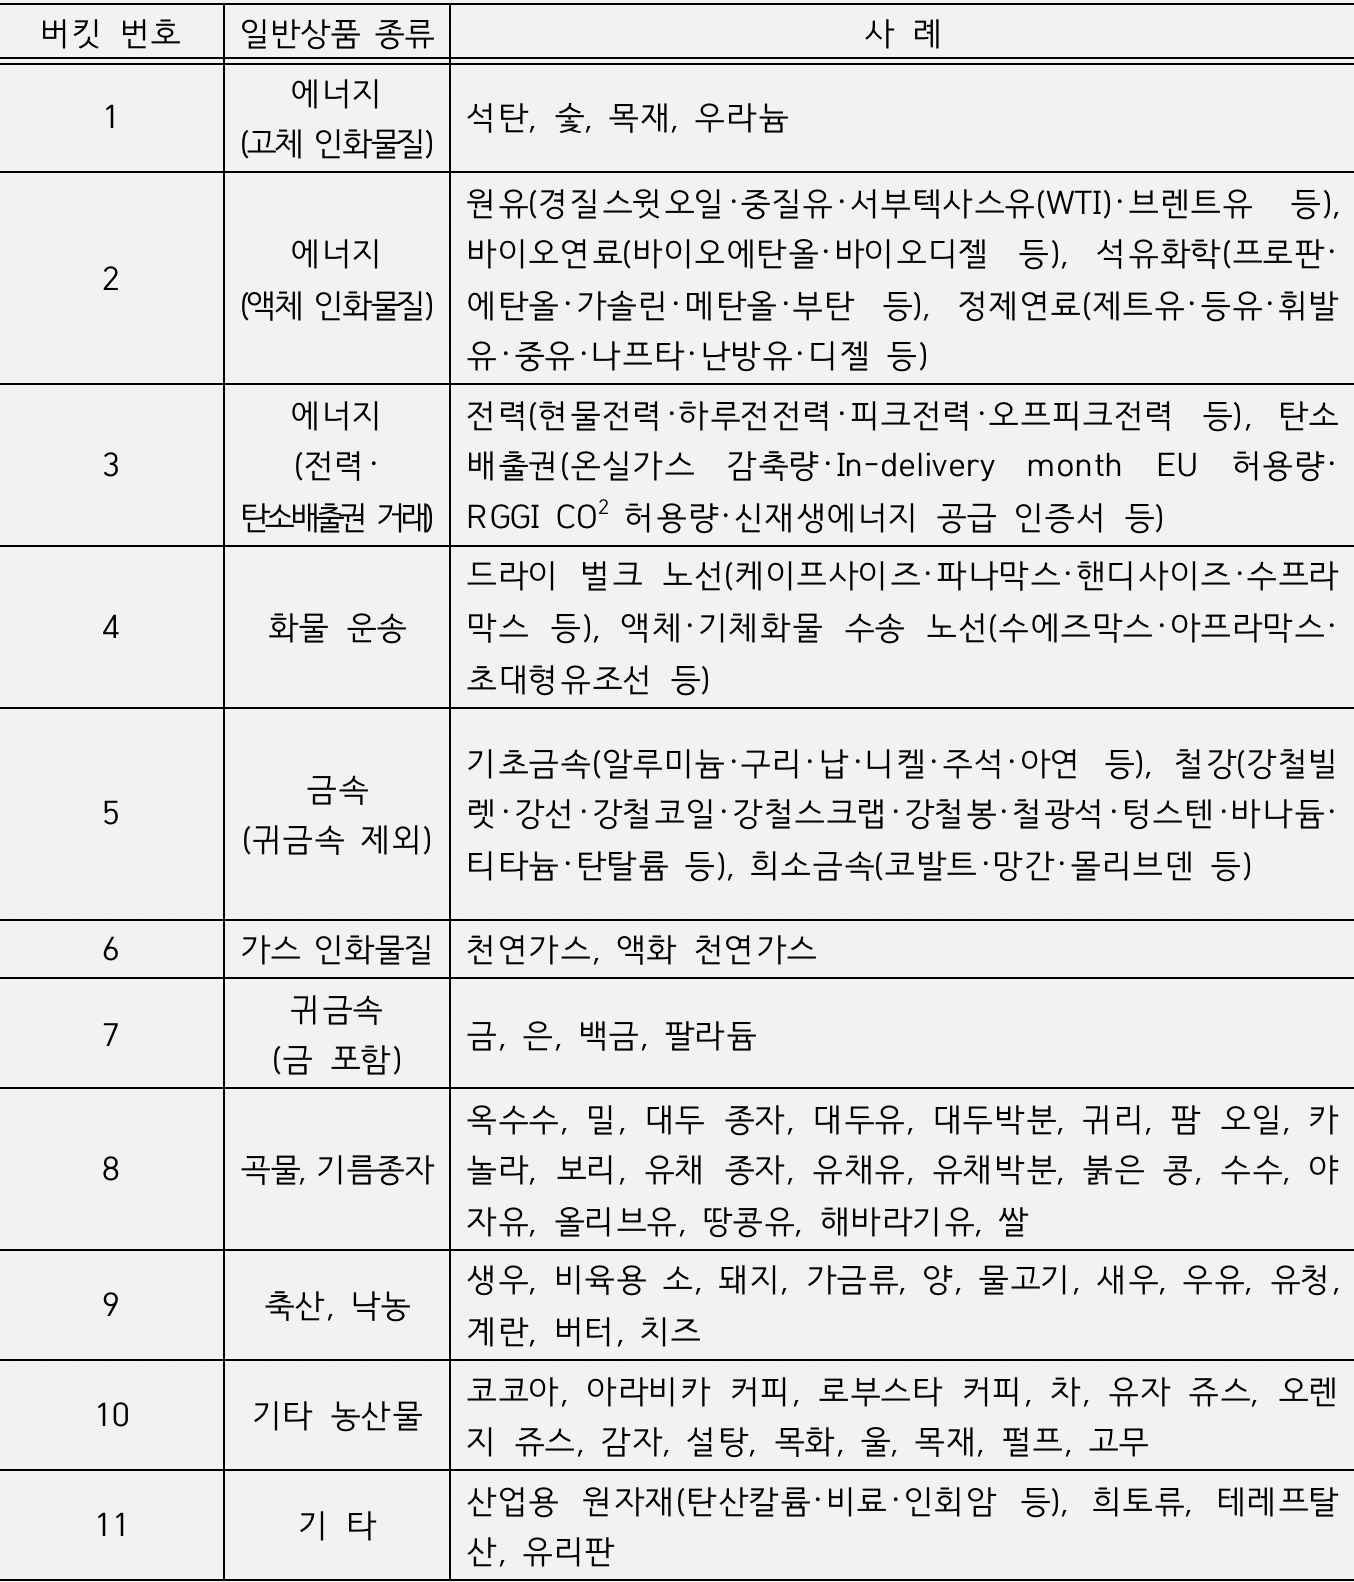 버킷 번호 일반상품 종류 사 례
1
에너지
(고체 인화물질)
석탄, 숯, 목재, 우라늄
2
에너지
(액체 인화물질)
원유(경질스윗오일·중질유·서부텍사스유(WTI)·브렌트유 등),
바이오연료(바이오에탄올·바이오디젤 등), 석유화학(프로판·
에탄올·가솔린·메탄올·부탄 등), 정제연료(제트유·등유·휘발
유·중유·나프타·난방유·디젤 등)
3
에너지
(전력·
탄소배출권 거래)
전력(현물전력·하루전전력·피크전력·오프피크전력 등), 탄소
배출권(온실가스 감축량·In-delivery month EU 허용량·
RGGI CO² 허용량·신재생에너지 공급 인증서 등)
4
화물 운송
드라이 벌크 노선(케이프사이즈·파나막스·핸디사이즈·수프라
막스 등), 액체·기체화물 수송 노선(수에즈막스·아프라막스·
초대형유조선 등)
5
금속
(귀금속 제외)
기초금속(알루미늄·구리·납·니켈·주석·아연 등), 철강(강철빌
렛·강선·강철코일·강철스크랩·강철봉·철광석·텅스텐·바나듐·
티타늄·탄탈륨 등), 희소금속(코발트·망간·몰리브덴 등)
6
가스 인화물질
천연가스, 액화 천연가스
7
귀금속
(금 포함)
금, 은, 백금, 팔라듐
8
곡물, 기름종자
옥수수, 밀, 대두 종자, 대두유, 대두박분, 귀리, 팜 오일, 카
놀라, 보리, 유채 종자, 유채유, 유채박분, 붉은 콩, 수수, 야
자유, 올리브유, 땅콩유, 해바라기유, 쌀
9
축산, 낙농
생우, 비육용 소, 돼지, 가금류, 양, 물고기, 새우, 우유, 유청,
계란, 버터, 치즈
10
기타 농산물
코코아, 아라비카 커피, 로부스타 커피, 차, 유자 쥬스, 오렌
지 쥬스, 감자, 설탕, 목화, 울, 목재, 펄프, 고무
11
기 타
산업용 원자재(탄산칼륨·비료·인회암 등), 희토류, 테레프탈
산, 유리판